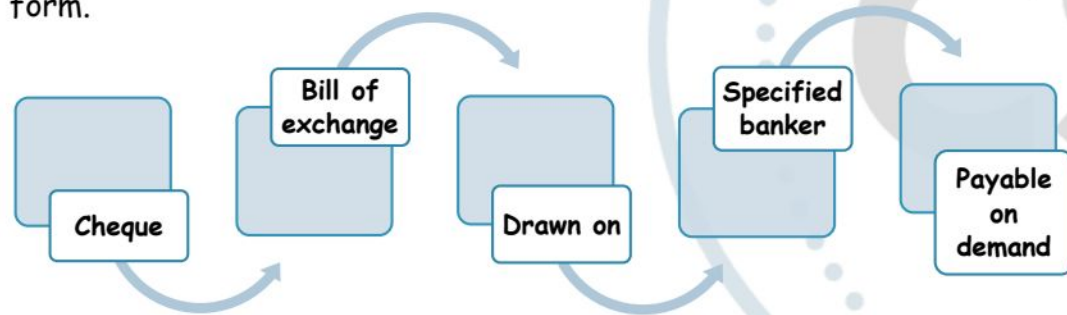 form.
Cheque
Bill of
exchange
Drawn on
Specified
banker
Payable
on
demand